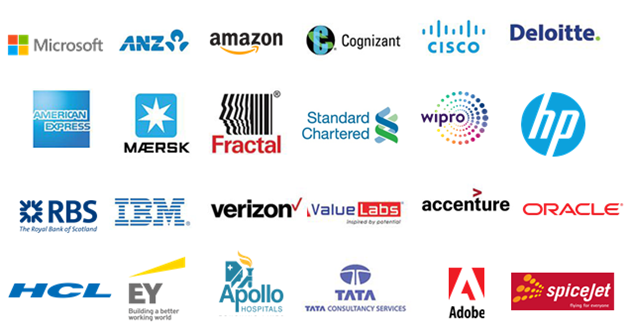 Microsoft
ANZ
amazon
Cognizant
CISCO
Deloitte.
AMERICAN
EXPRESS
MÆRSK
Fractal
®
Standard
Chartered
wipro
hp
RBS
The Royal Bank of Scotland
IBM®
verizon
ValueLabs
Inspired by potential
accenture
ORACLE®
HCL
EY
Building a better
working world
Apollo
HOSPITALS
TATA
TATA CONSULTANCY SERVICES
Adobe
spiceJet
flying for everyone